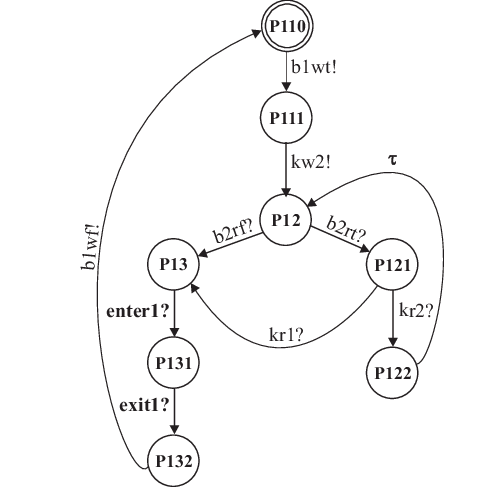 P110
b1wt!
P111
kw2!
τ
P12
b2rf?
b2rt?
b1wf!
P13
P121
enter1?
kr1?
kr2?
P131
P122
exit1?
P132